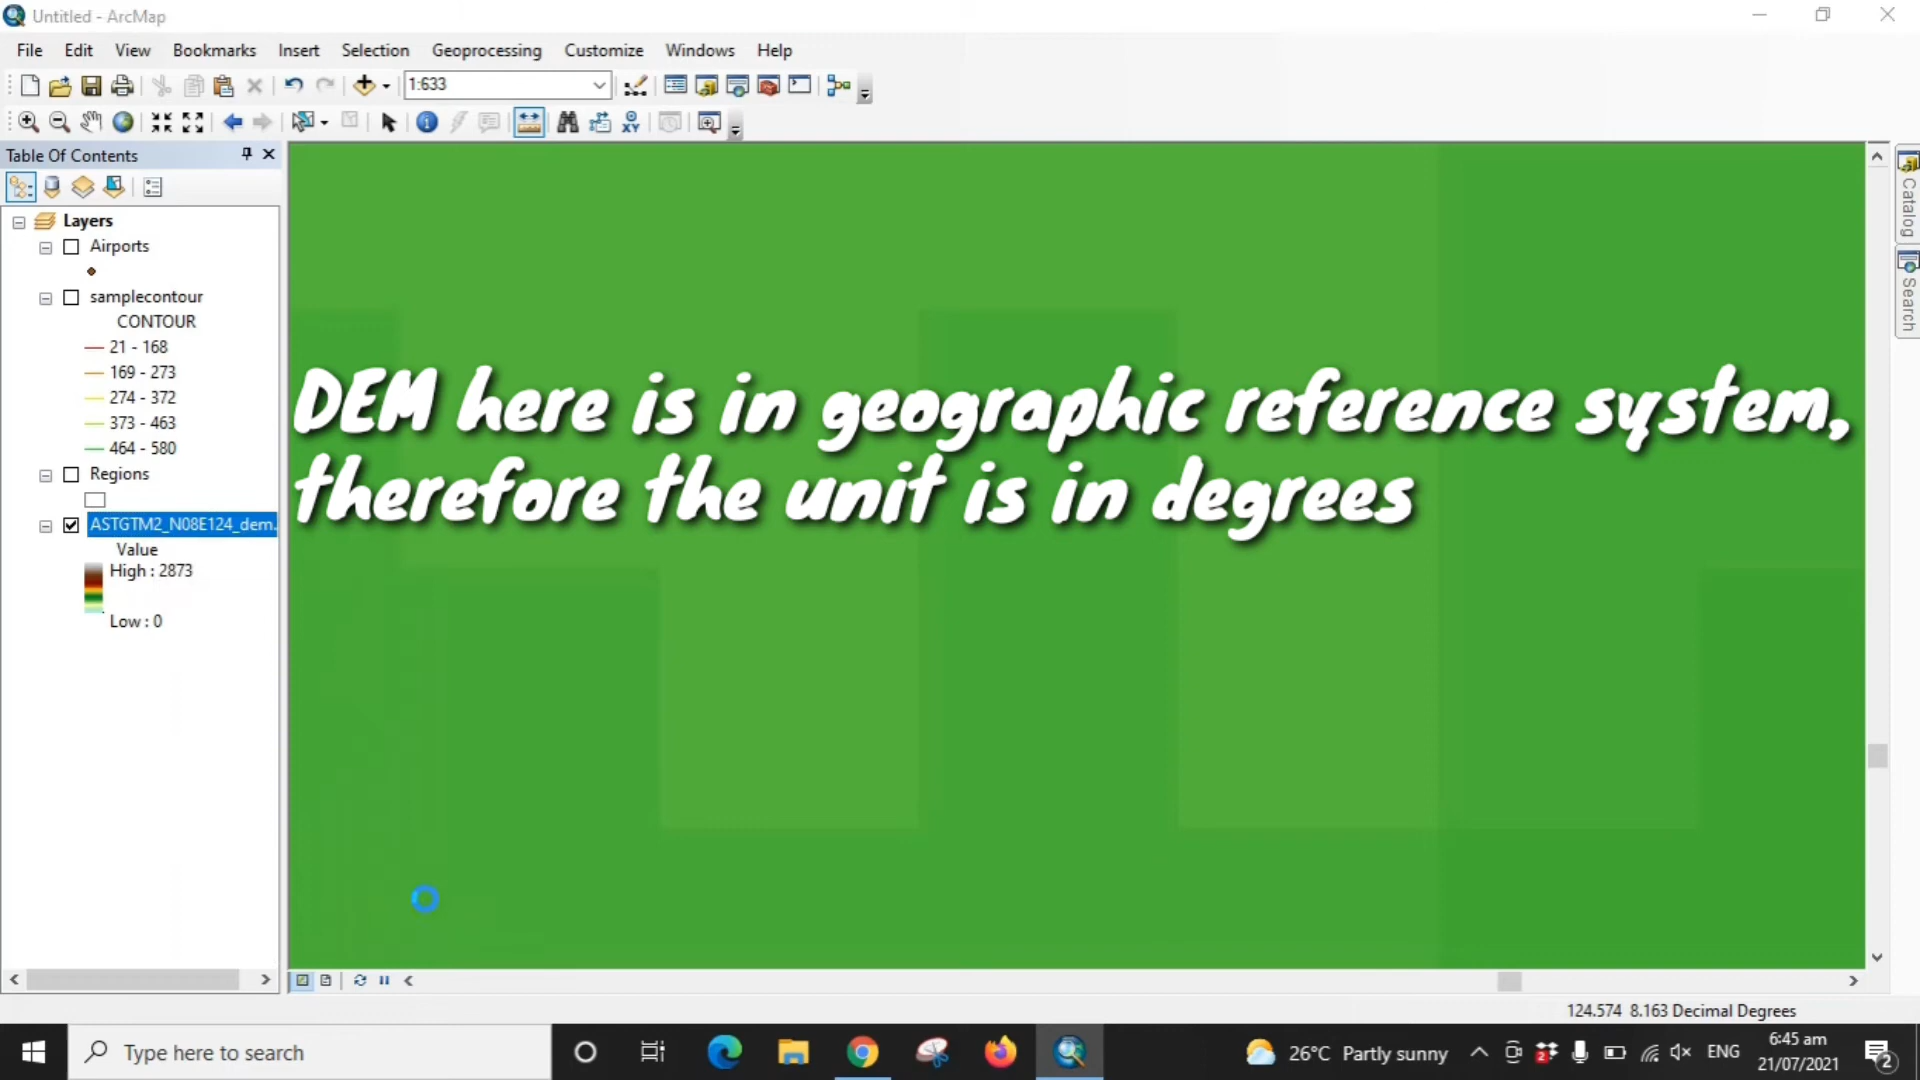 Untitled - ArcMap
File Edit View Bookmarks Insert Selection Geoprocessing Customize Windows Help
1:633
Table Of Contents
Layers
Airports
samplecontour
CONTOUR
21 - 168
169 - 273
274 - 372
373 - 463
464 - 580
Regions
ASTGTM2_N08E124_dem.
Value
High : 2873
Low : 0
DEM here is in geographic reference system,
therefore the unit is in degrees
Catalog
Search
124.574 8.163 Decimal Degrees
Type here to search
26°C Partly sunny
ENG
6:45 am
21/07/2021
2